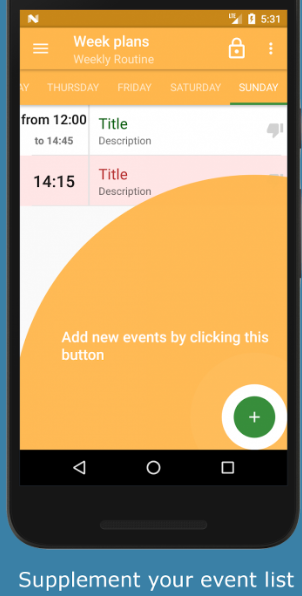 5:31
Week plans
Weekly Routine
AY THURSDAY FRIDAY SATURDAY SUNDAY
from 12:00 Title
to 14:45 Description
14:15 Title
Description
Add new events by clicking this
button
+
Supplement your event list